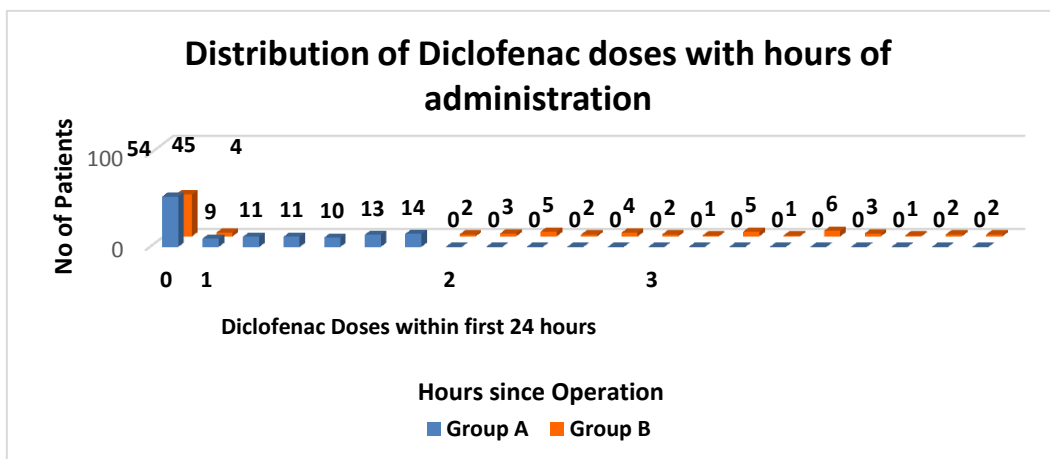 Distribution of Diclofenac doses with hours of
administration
No of Patients
100
0
54 45 4
9 11 11 10 13 14 0 2 0 3 0 5 0 2 0 4 0 2 0 1 0 5 0 1 0 6 0 3 0 1 0 2 0 2
0 1 2 3
Diclofenac Doses within first 24 hours
Hours since Operation
Group A Group B